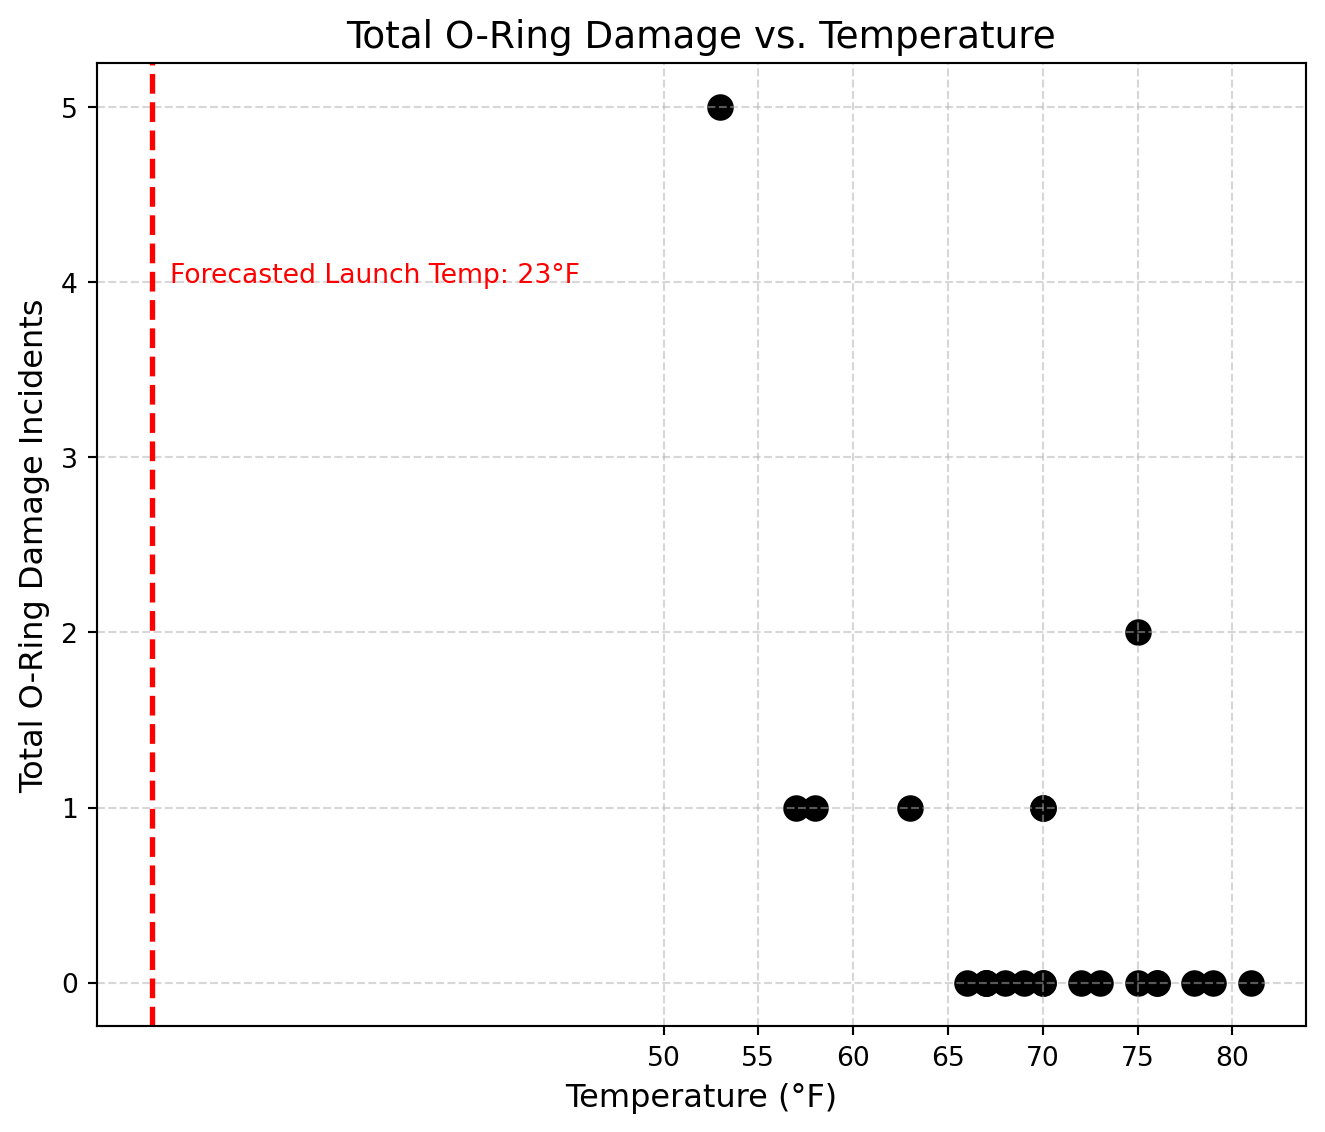 Total O-Ring Damage vs. Temperature
Total O-Ring Damage Incidents
5
4
3
2
1
0
Forecasted Launch Temp: 23°F
50 55 60 65 70 75 80
Temperature (°F)